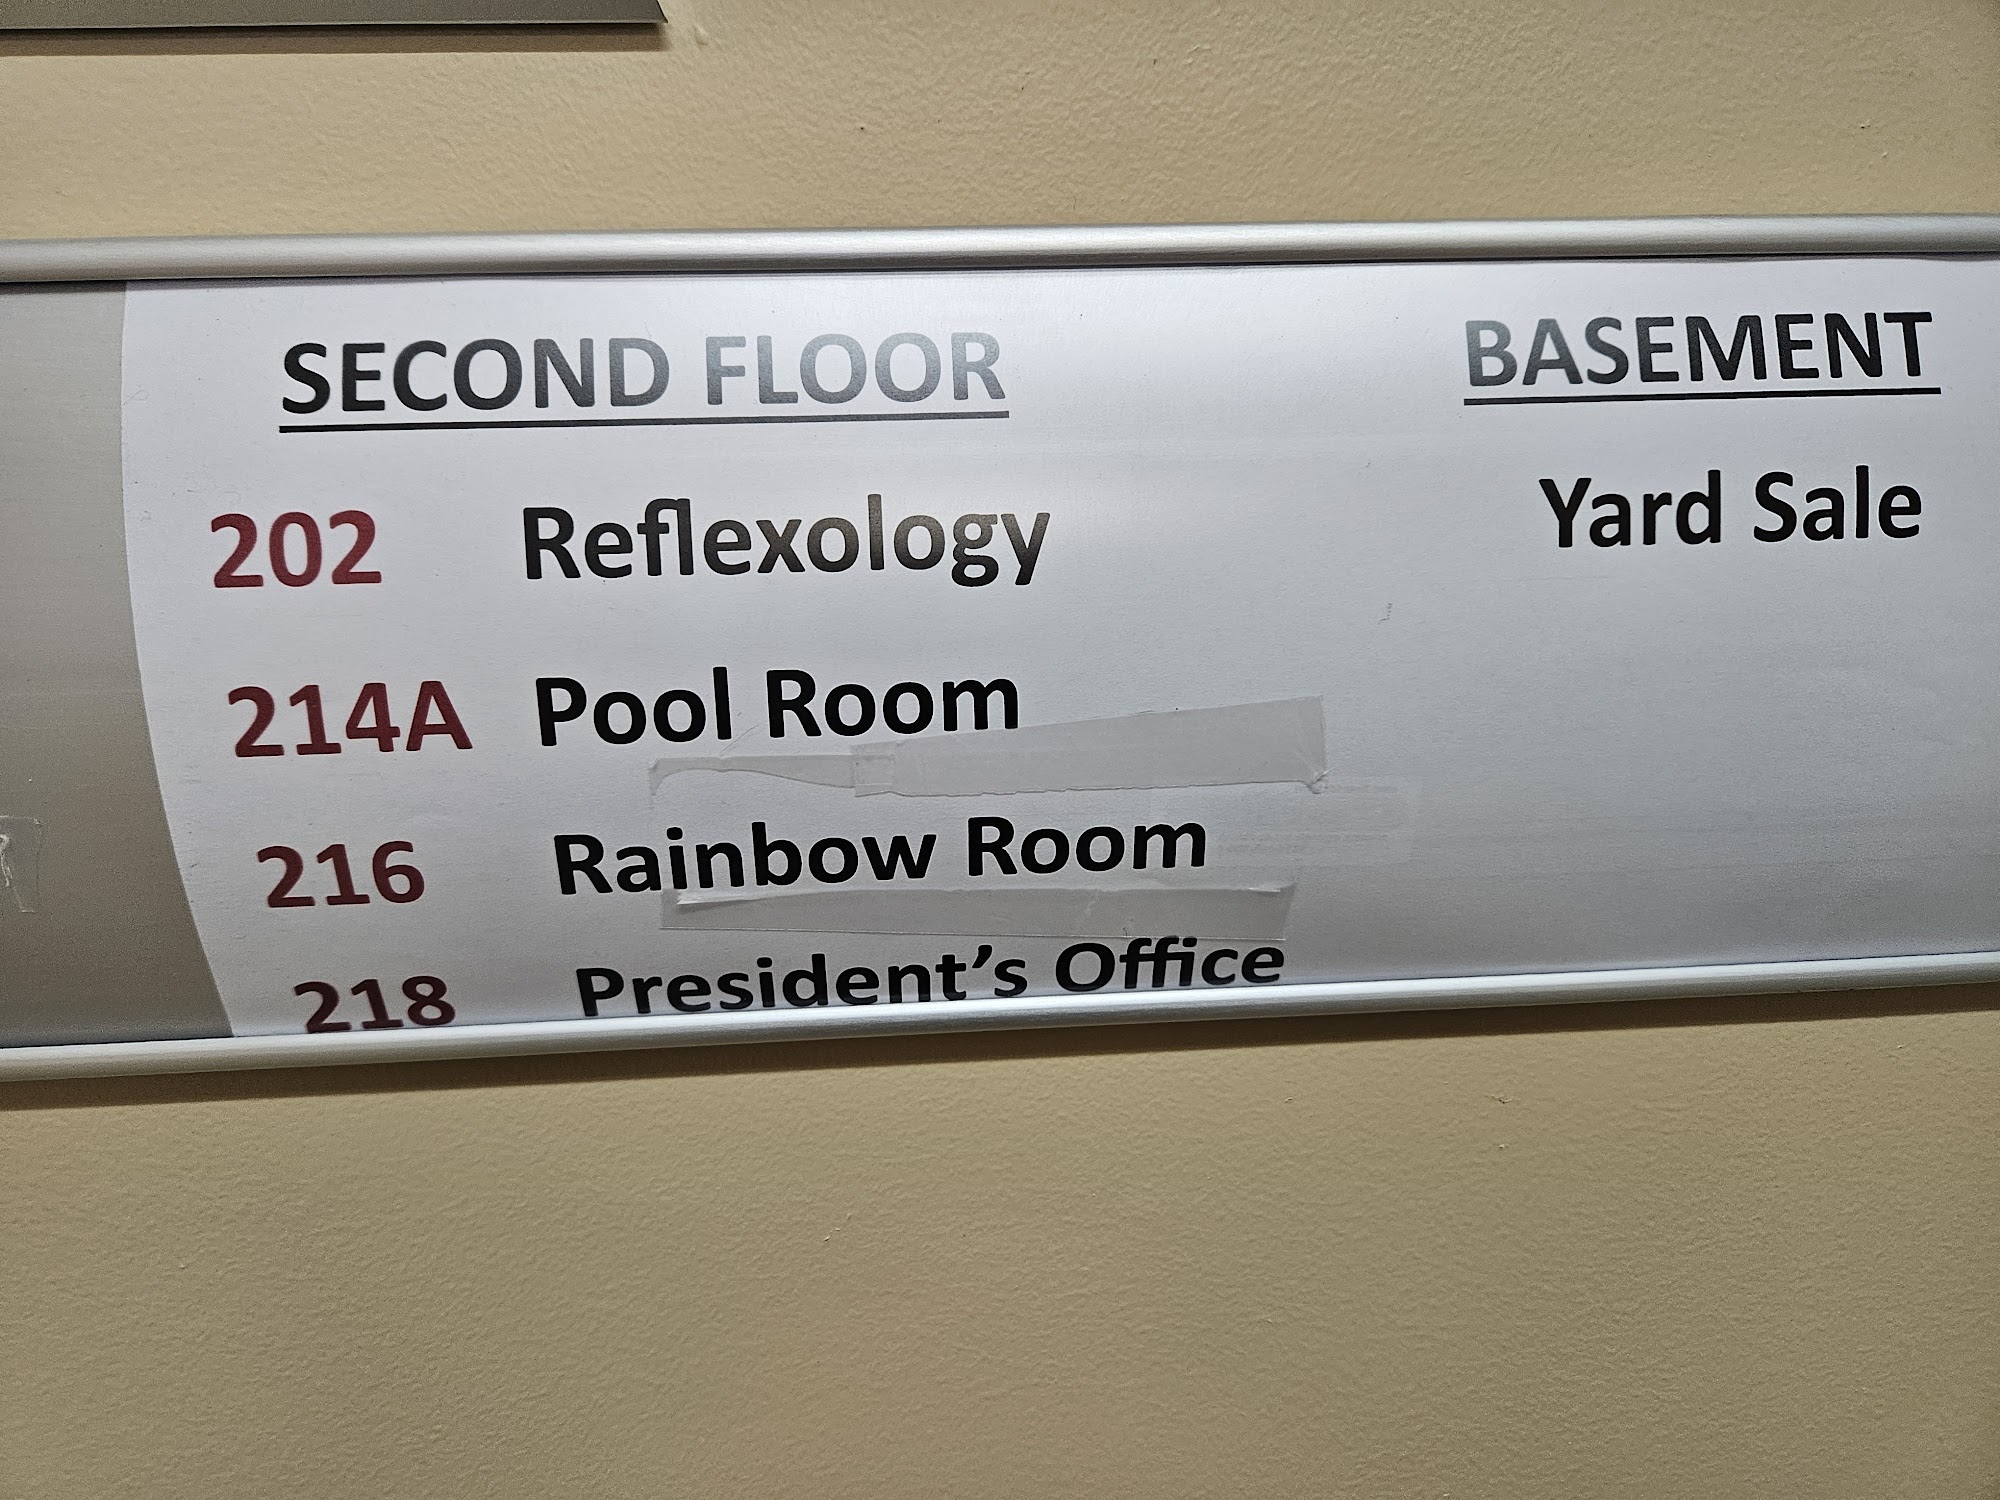 SECOND FLOOR
202 Reflexology
214A Pool Room
216 Rainbow Room
218 President's Office
BASEMENT
Yard Sale